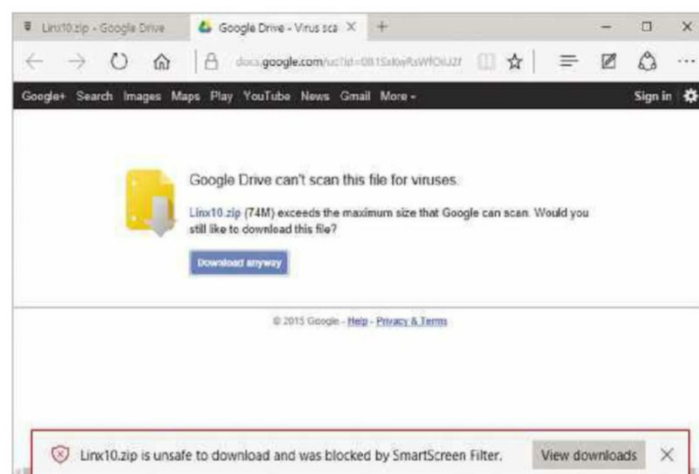 Linx10.zip - Google Drive
Google Drive - Virus sca
docs.google.com
Google+ Search Images Maps Play YouTube News Gmail More Sign in
Google Drive can't scan this file for viruses.
Linx10.zip (74M) exceeds the maximum size that Google can scan. Would you
still like to download this file?
Download anyway
© 2015 Google - Help - Privacy & Terms
Linx10.zip is unsafe to download and was blocked by SmartScreen Filter.
View downloads